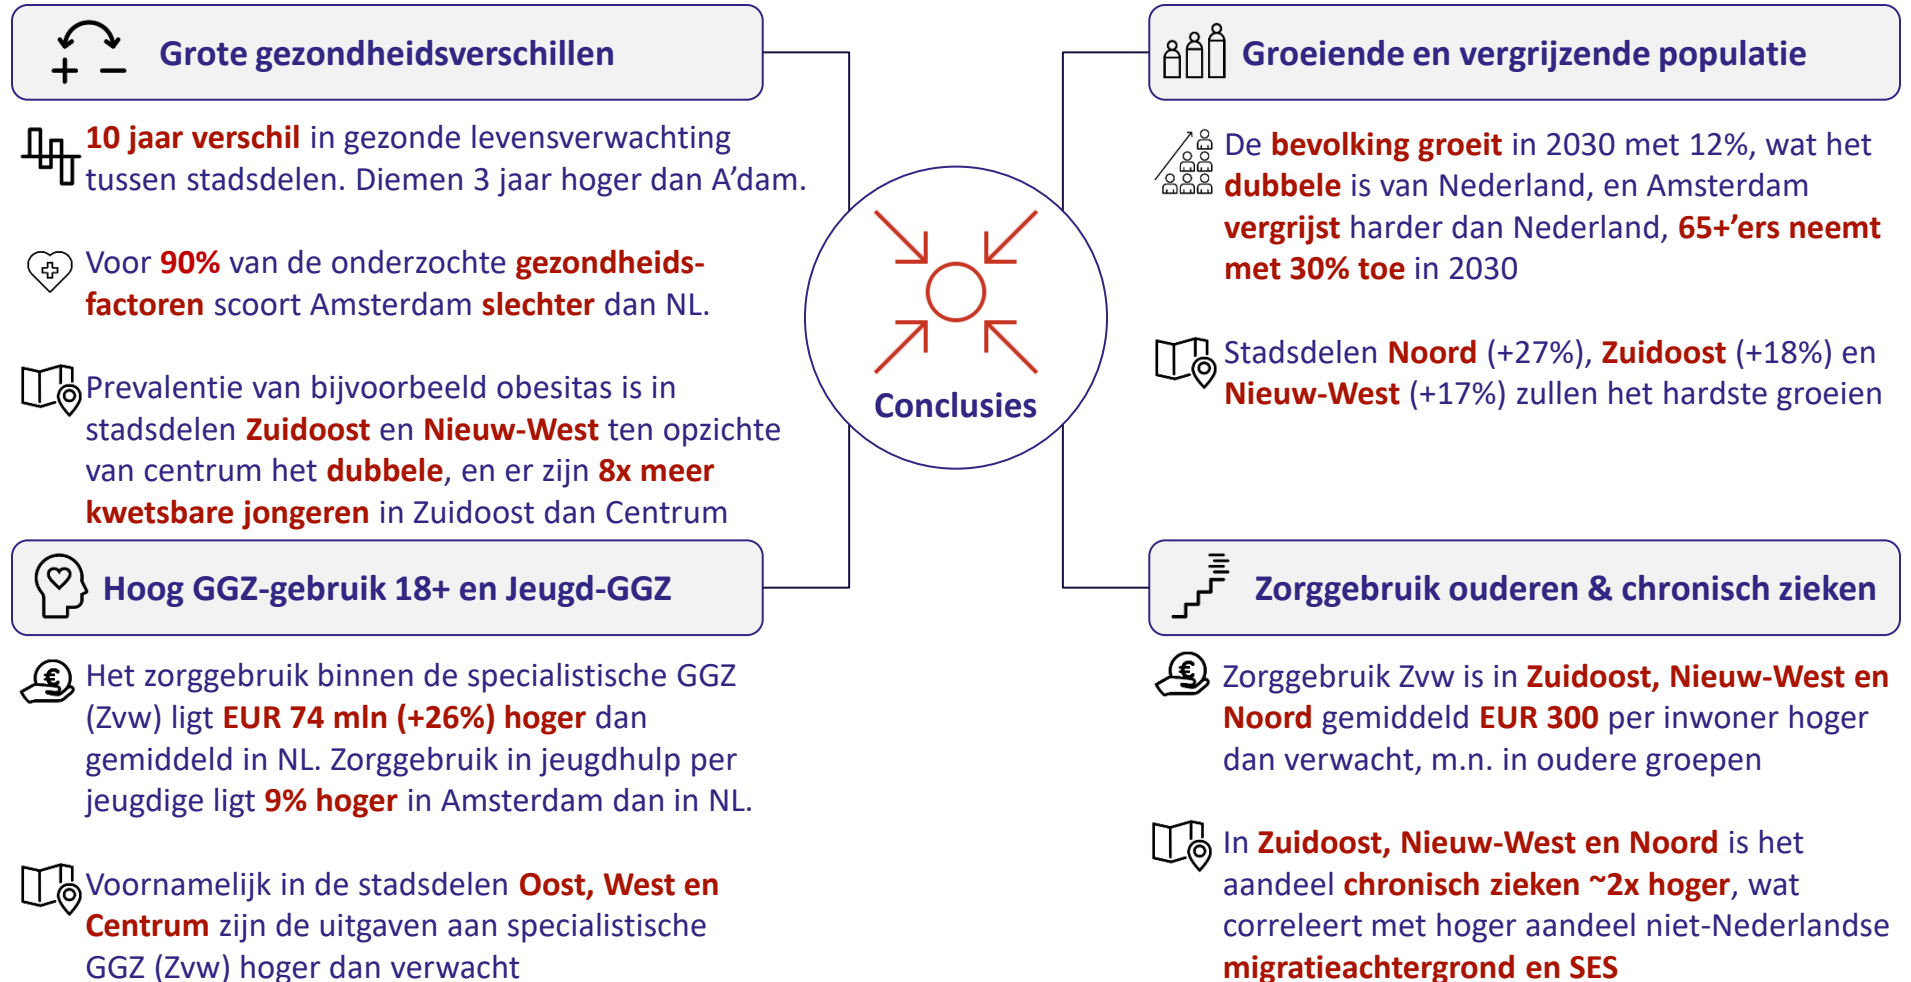 Grote gezondheidsverschillen
10 jaar verschil in gezonde levensverwachting
tussen stadsdelen. Diemen 3 jaar hoger dan A’dam.
Voor 90% van de onderzochte gezondheids-
factoren scoort Amsterdam slechter dan NL.
Prevalentie van bijvoorbeeld obesitas is in
stadsdelen Zuidoost en Nieuw-West ten opzichte
van centrum het dubbele, en er zijn 8x meer
kwetsbare jongeren in Zuidoost dan Centrum
Groeiende en vergrijzende populatie
De bevolking groeit in 2030 met 12%, wat het
dubbele is van Nederland, en Amsterdam
vergrijst harder dan Nederland, 65+’ers neemt
met 30% toe in 2030
Stadsdelen Noord (+27%), Zuidoost (+18%) en
Nieuw-West (+17%) zullen het hardste groeien
Conclusies
Hoog GGZ-gebruik 18+ en Jeugd-GGZ
Het zorggebruik binnen de specialistische GGZ
(Zvw) ligt EUR 74 mln (+26%) hoger dan
gemiddeld in NL. Zorggebruik in jeugdhulp per
jeugdige ligt 9% hoger in Amsterdam dan in NL.
Voornamelijk in de stadsdelen Oost, West en
Centrum zijn de uitgaven aan specialistische
GGZ (Zvw) hoger dan verwacht
Zorggebruik ouderen & chronisch zieken
Zorggebruik Zvw is in Zuidoost, Nieuw-West en
Noord gemiddeld EUR 300 per inwoner hoger
dan verwacht, m.n. in oudere groepen
In Zuidoost, Nieuw-West en Noord is het
aandeel chronisch zieken ~2x hoger, wat
correleert met hoger aandeel niet-Nederlandse
migratieachtergrond en SES